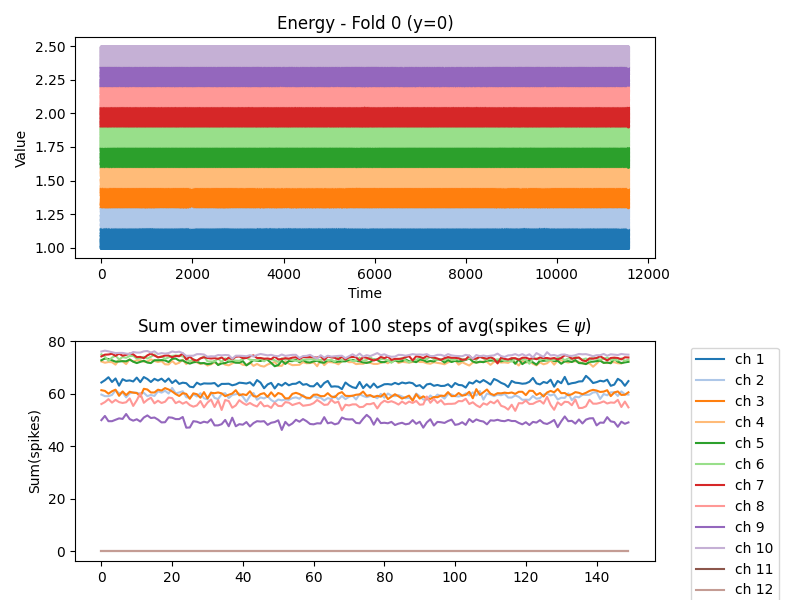 Energy - Fold 0 (y=0)
Value
2.50
2.25
2.00
1.75
1.50
1.25
1.00
0 2000 4000 6000 8000 10000 12000
Time
Sum over timewindow of 100 steps of avg(spikes ∈ ψ)
Sum(spikes)
80
60
40
20
0
0 20 40 60 80 100 120 140
ch 1
ch 2
ch 3
ch 4
ch 5
ch 6
ch 7
ch 8
ch 9
ch 10
ch 11
ch 12